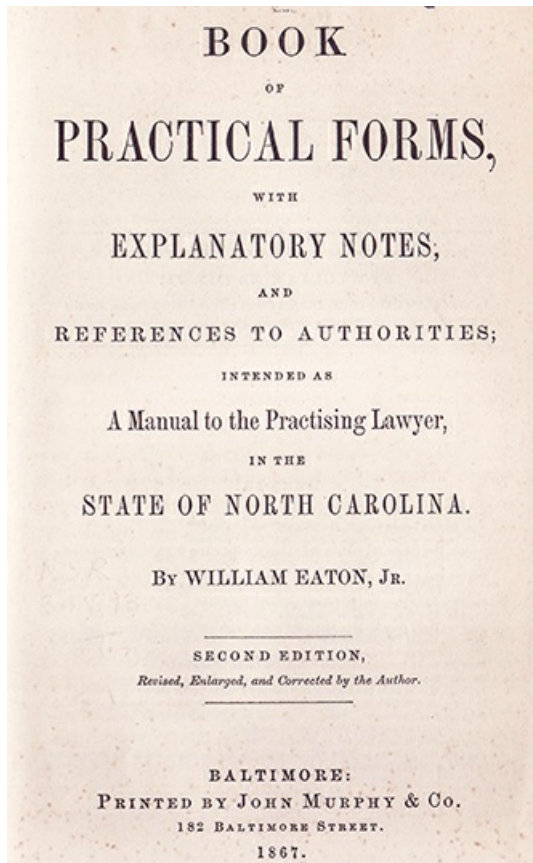 BOOK
OF
PRACTICAL FORMS,
WITH
EXPLANATORY NOTES,
AND
REFERENCES TO AUTHORITIES;
INTENDED AS
A Manual to the Practising Lawyer,
IN THE
STATE OF NORTH CAROLINA.
BY WILLIAM EATON, JR.
SECOND EDITION,
Revised, Enlarged, and Corrected by the Author.
BALTIMORE:
PRINTED BY JOHN MURPHY & CO.
182 BALTIMORE STREET.
1867.